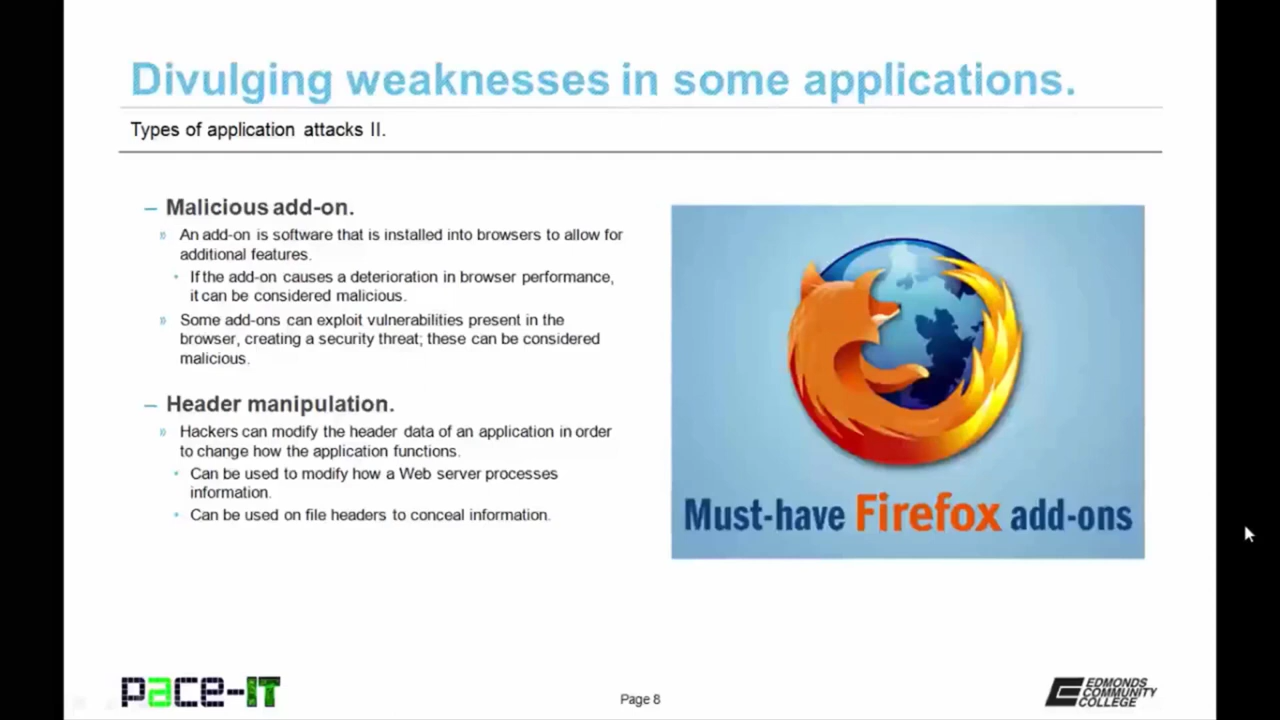 Divulging weaknesses in some applications.
Types of application attacks II.
– Malicious add-on.
» An add-on is software that is installed into browsers to allow for
additional features.
• If the add-on causes a deterioration in browser performance,
it can be considered malicious.
» Some add-ons can exploit vulnerabilities present in the
browser, creating a security threat; these can be considered
malicious.
– Header manipulation.
» Hackers can modify the header data of an application in order
to change how the application functions.
• Can be used to modify how a Web server processes
information.
• Can be used on file headers to conceal information.
Must-have Firefox add-ons
pace-IT
Page 8
EDMONDS
COMMUNITY
COLLEGE